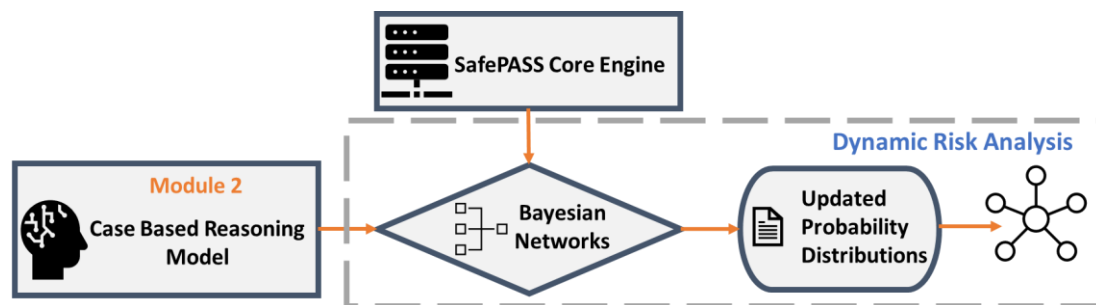 SafePASS Core Engine
Dynamic Risk Analysis
Module 2
Case Based Reasoning
Model
Bayesian
Networks
Updated
Probability
Distributions